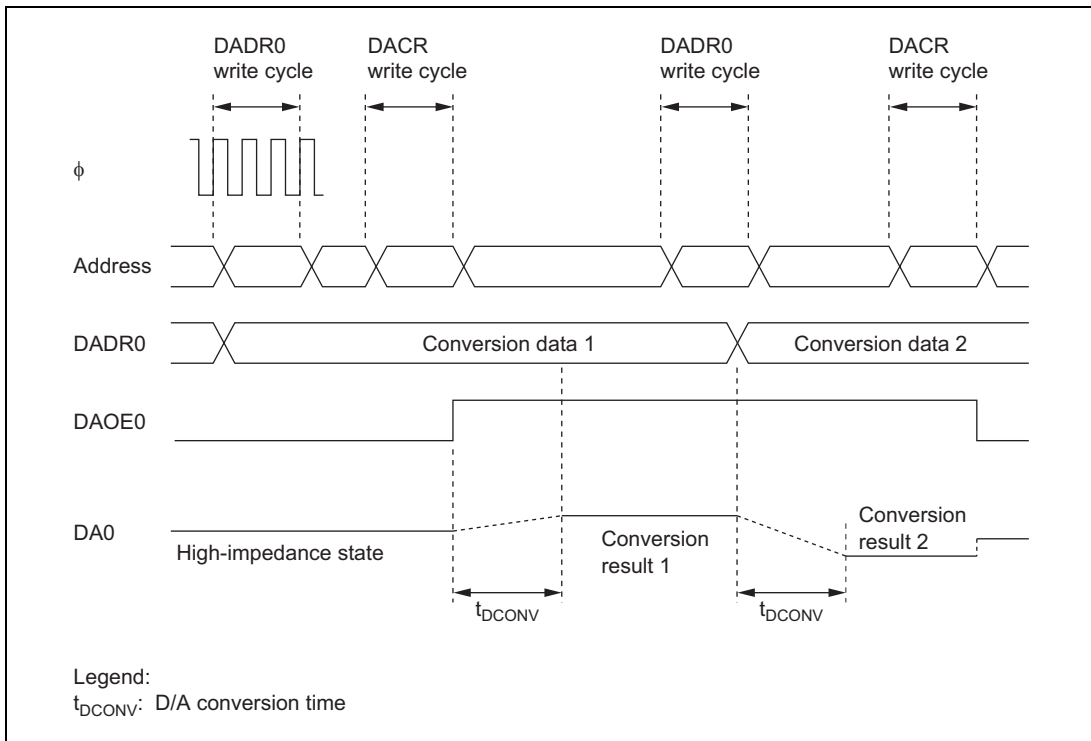 DADR0
write cycle
DACR
write cycle
DADR0
write cycle
DACR
write cycle
ϕ
Address
DADR0
Conversion data 1
Conversion data 2
DAOE0
DA0
High-impedance state
Conversion
result 1
Conversion
result 2
tDCONV
tDCONV
Legend:
tDCONV: D/A conversion time